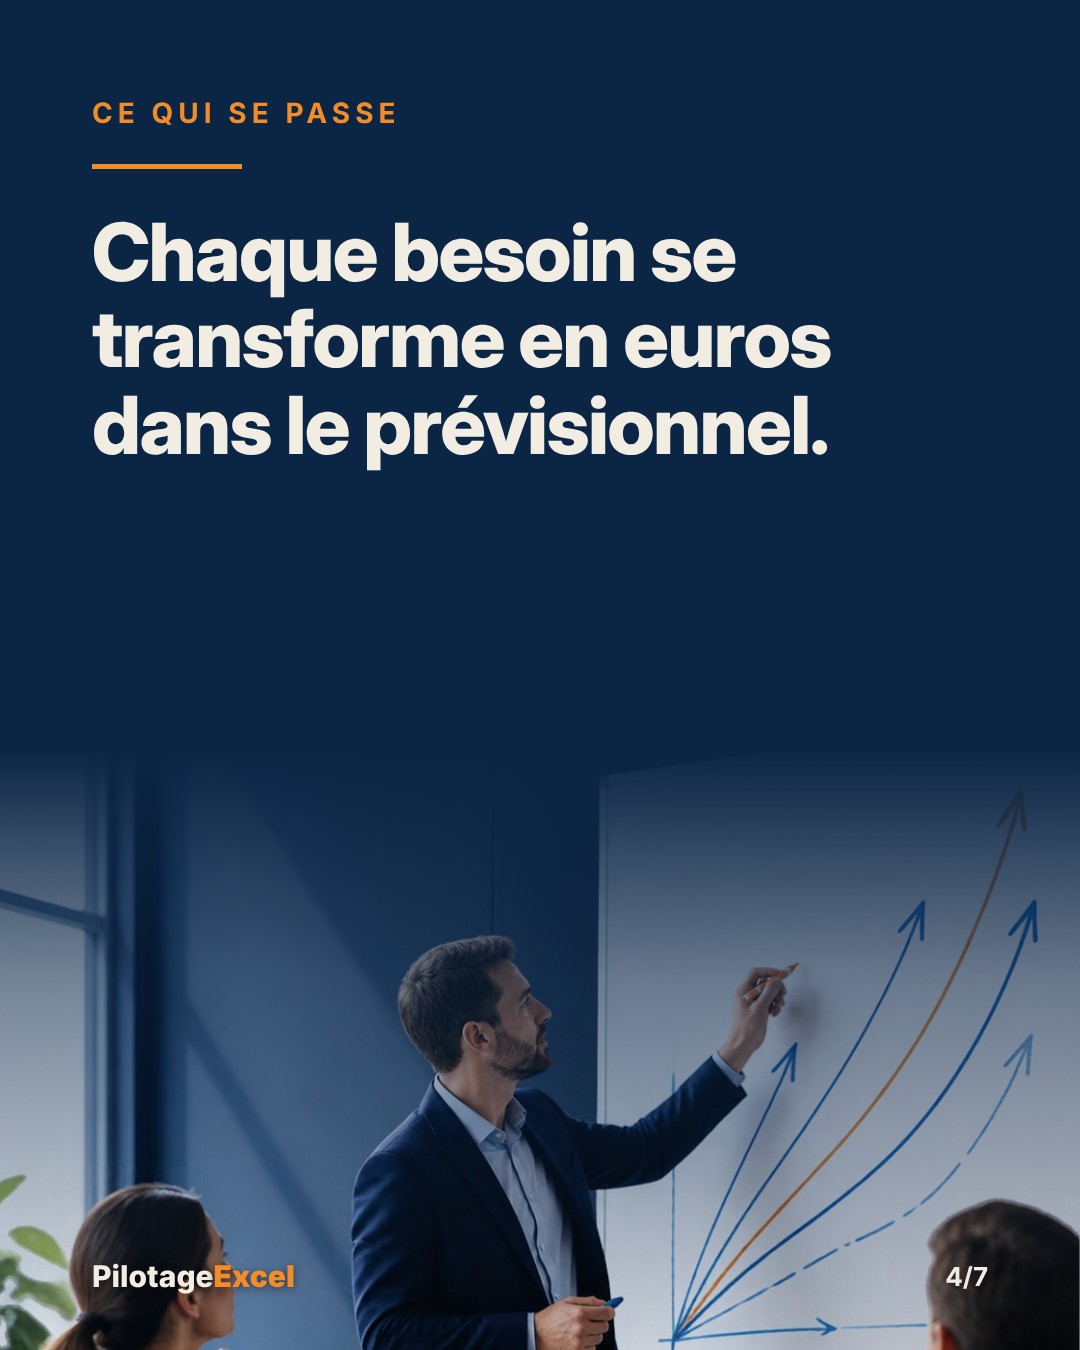 CE QUI SE PASSE
Chaque besoin se
transforme en euros
dans le prévisionnel.
PilotageExcel
4/7